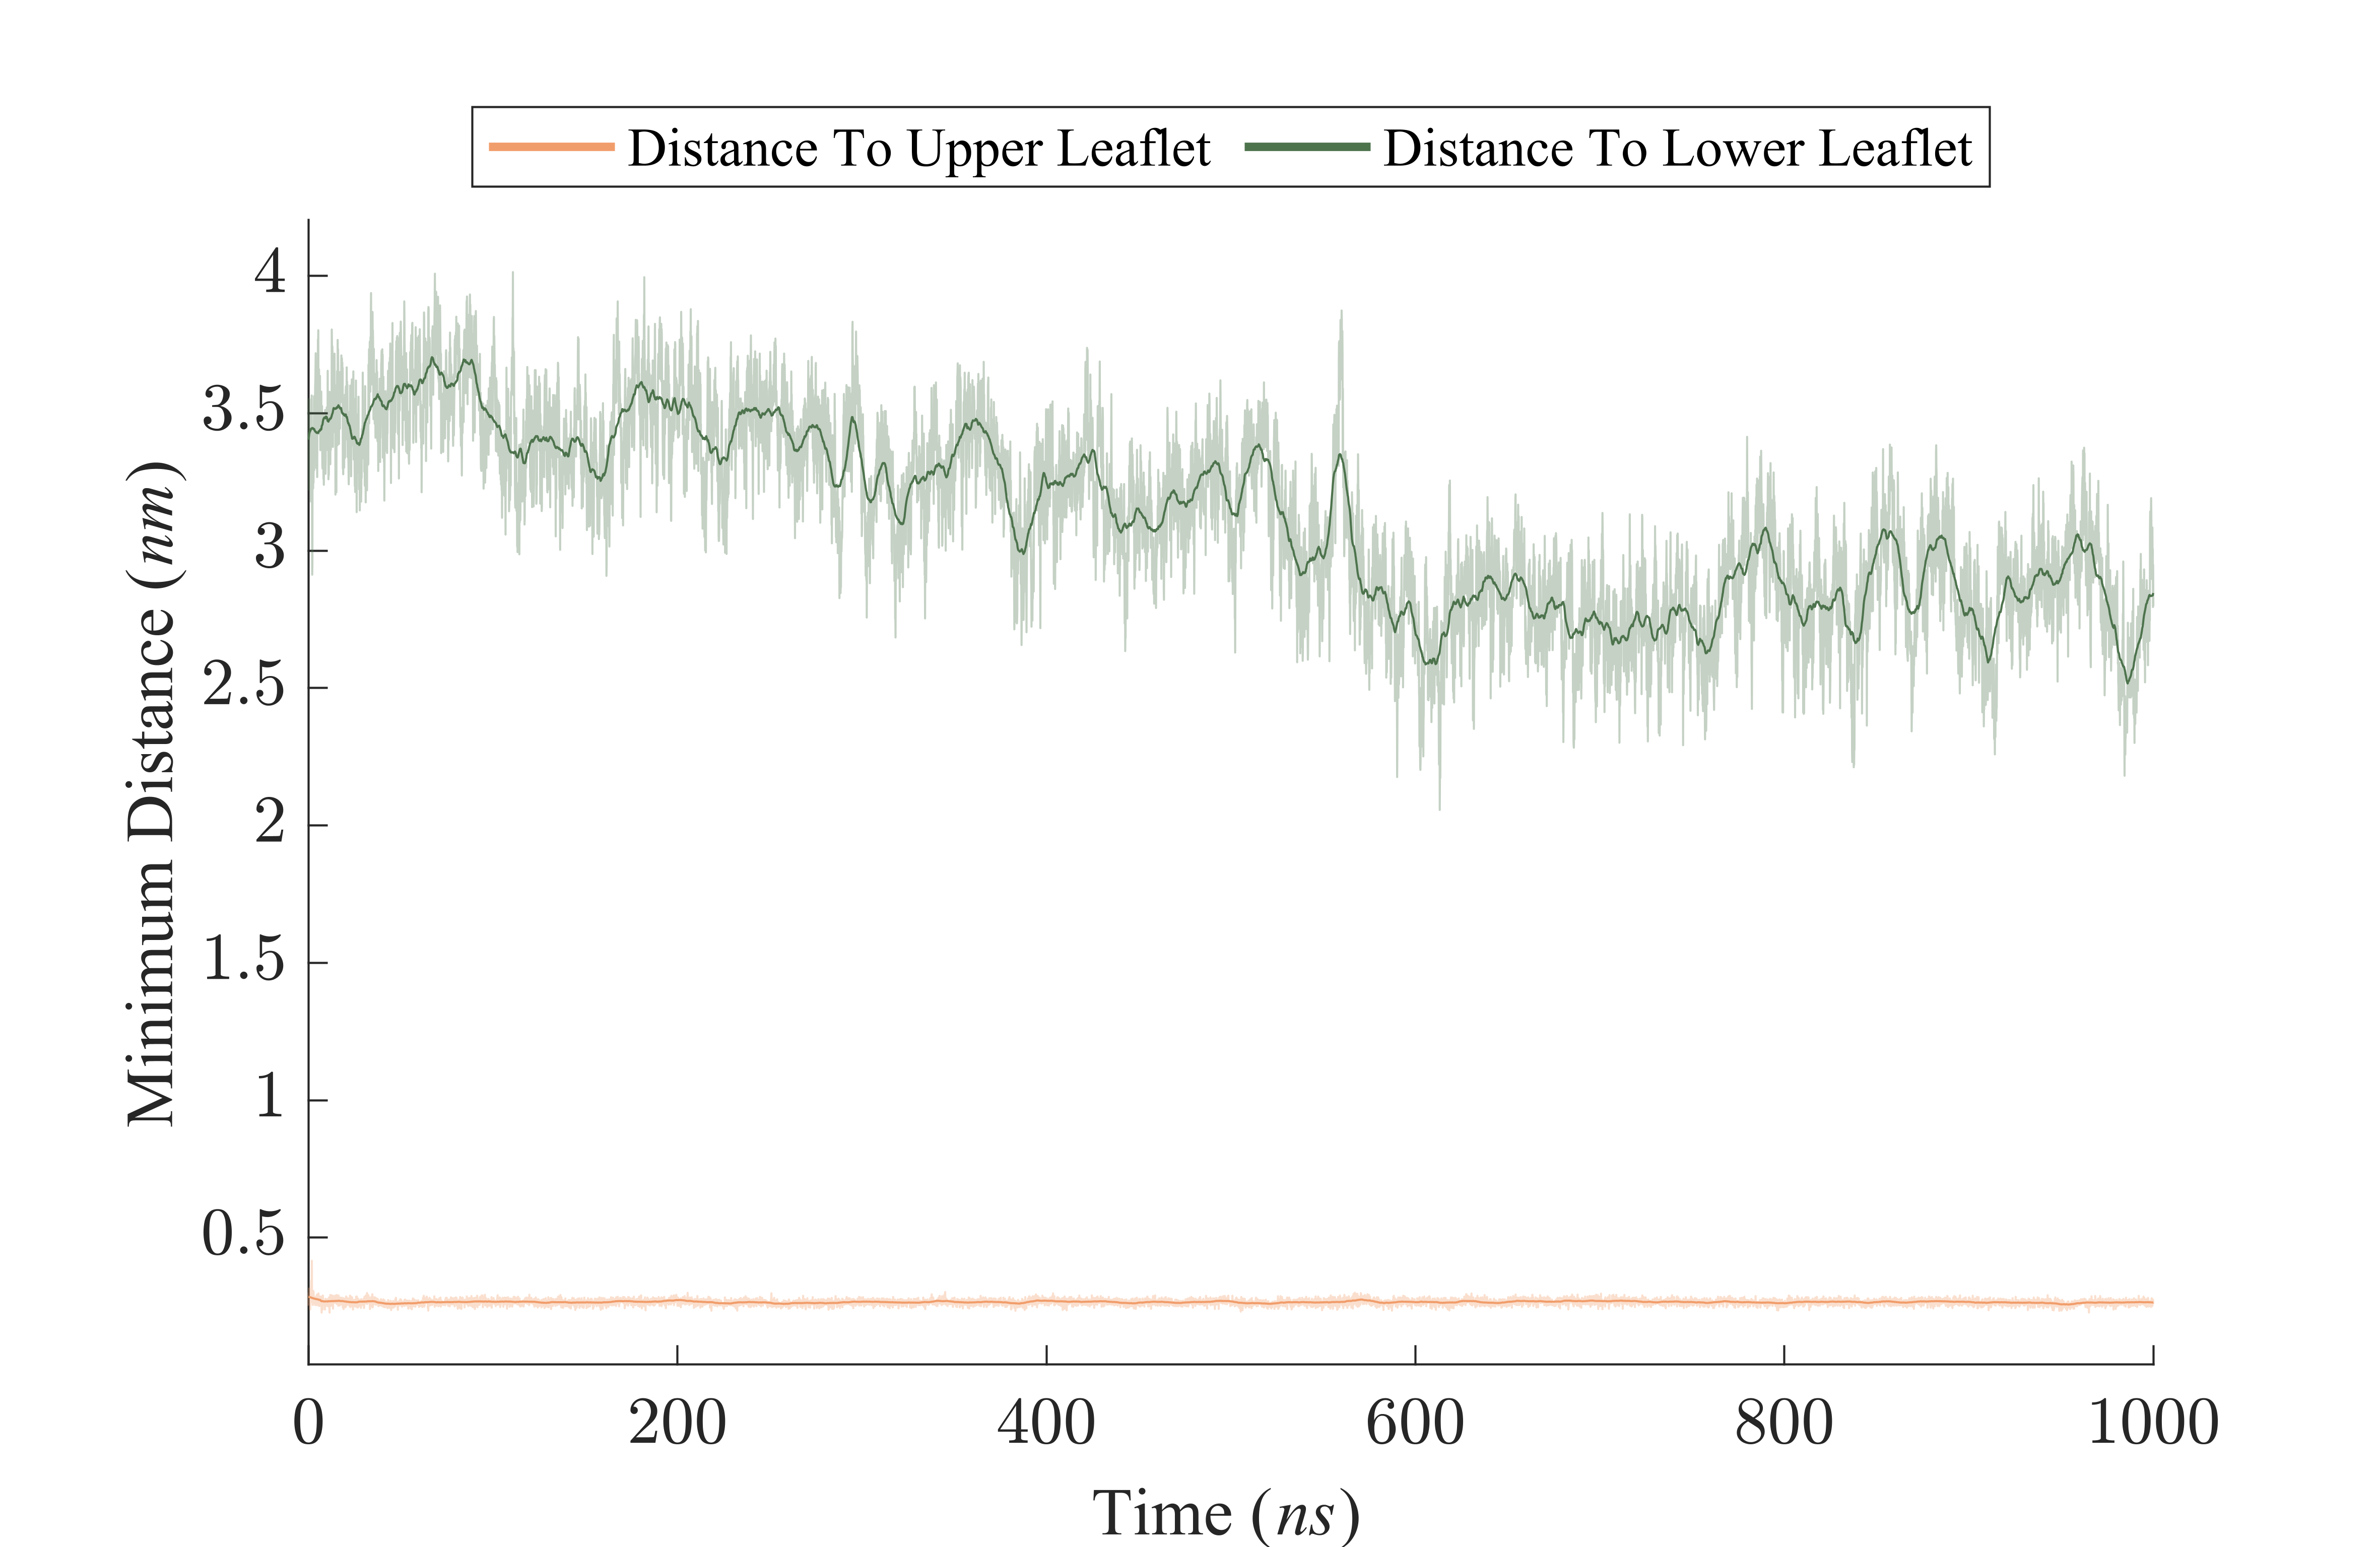 Distance To Upper Leaflet Distance To Lower Leaflet
Minimum Distance (nm)
4
3.5
3
2.5
2
1.5
1
0.5
0 200 400 600 800 1000
Time (ns)